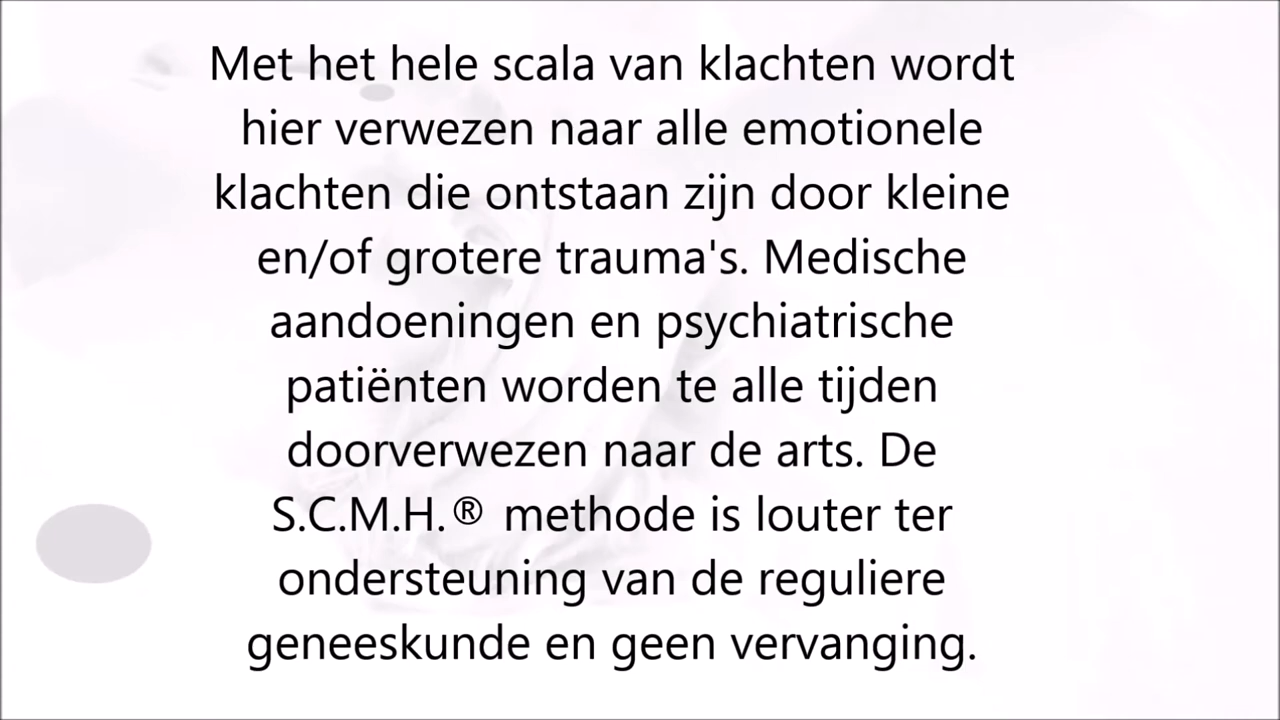 Met het hele scala van klachten wordt
hier verwezen naar alle emotionele
klachten die ontstaan zijn door kleine
en/of grotere trauma's. Medische
aandoeningen en psychiatrische
patiënten worden te alle tijden
doorverwezen naar de arts. De
S.C.M.H.® methode is louter ter
ondersteuning van de reguliere
geneeskunde en geen vervanging.